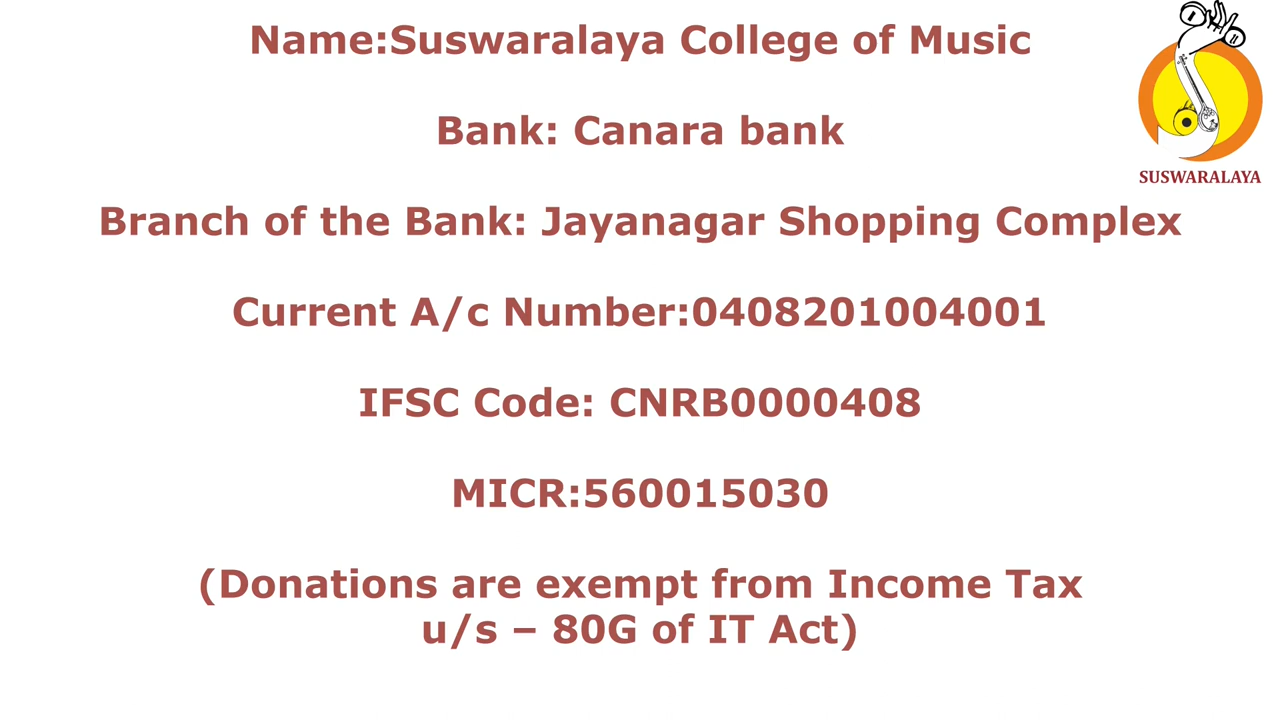 Name:Suswaralaya College of Music
SUSWARALAYA
Bank: Canara bank
Branch of the Bank: Jayanagar Shopping Complex
Current A/c Number:0408201004001
IFSC Code: CNRB0000408
MICR:560015030
(Donations are exempt from Income Tax
u/s – 80G of IT Act)